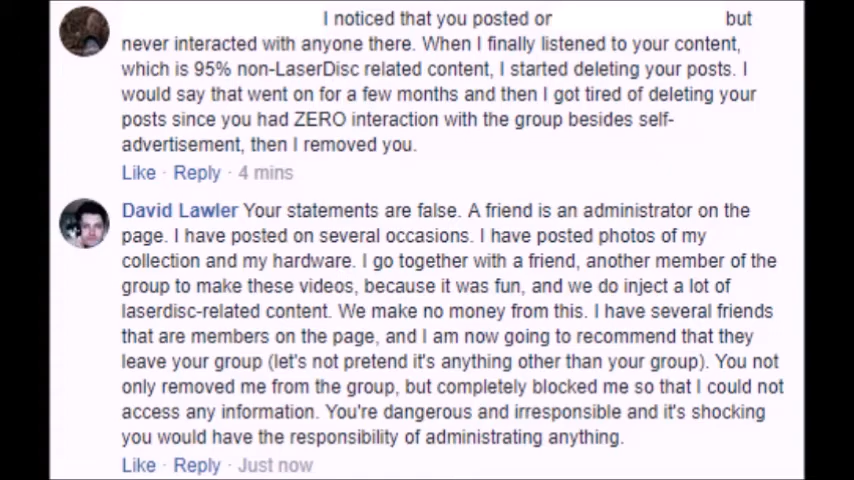 I noticed that you posted or but
never interacted with anyone there. When I finally listened to your content,
which is 95% non-LaserDisc related content, I started deleting your posts. I
would say that went on for a few months and then I got tired of deleting your
posts since you had ZERO interaction with the group besides self-
advertisement, then I removed you.
Like · Reply · 4 mins
David Lawler Your statements are false. A friend is an administrator on the
page. I have posted on several occasions. I have posted photos of my
collection and my hardware. I go together with a friend, another member of the
group to make these videos, because it was fun, and we do inject a lot of
laserdisc-related content. We make no money from this. I have several friends
that are members on the page, and I am now going to recommend that they
leave your group (let's not pretend it's anything other than your group). You not
only removed me from the group, but completely blocked me so that I could not
access any information. You're dangerous and irresponsible and it's shocking
you would have the responsibility of administrating anything.
Like · Reply · Just now